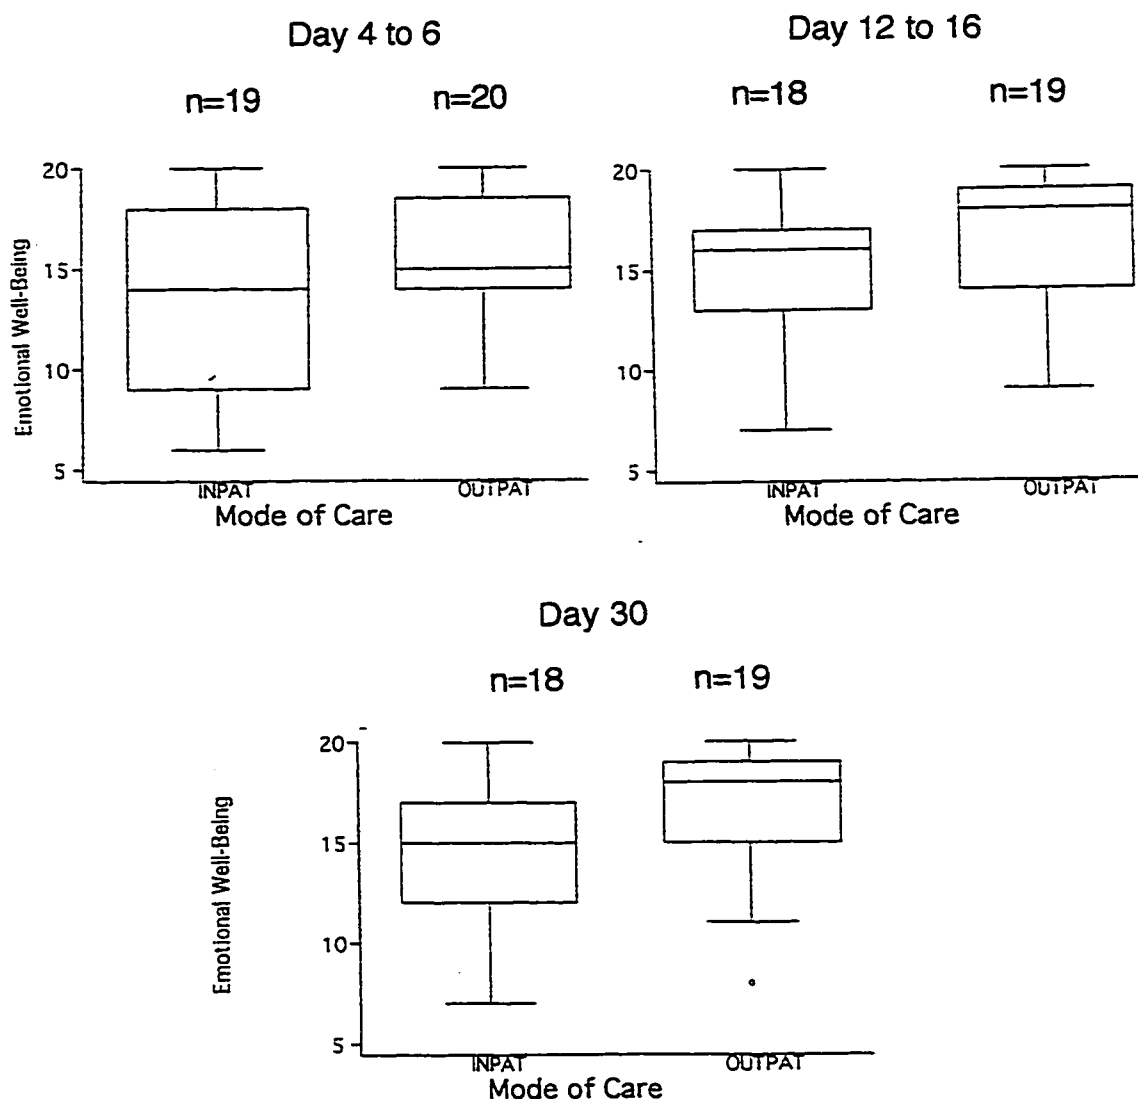 Day 4 to 6
n=19 n=20
20
15
10
5
Emotional Well-Being
INPAT OUTPAT
Mode of Care
Day 12 to 16
n=18 n=19
20
15
10
5
INPAT OUTPAT
Mode of Care
Day 30
n=18 n=19
20
15
10
5
Emotional Well-Being
INPAT OUTPAT
Mode of Care